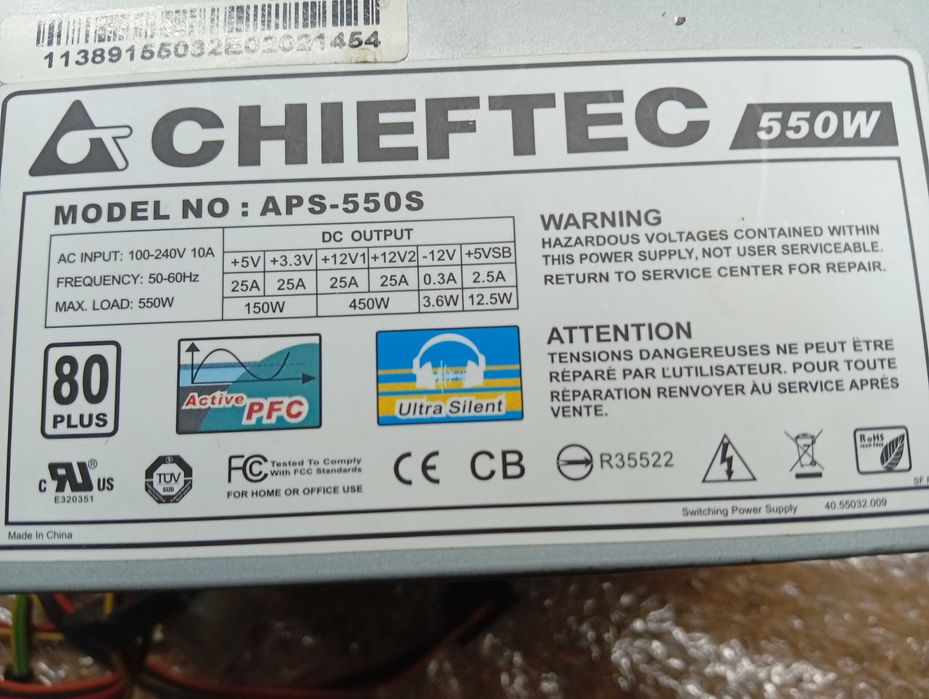 11389155032E02021454
CHIEFTEC 550W
MODEL NO : APS-550S
AC INPUT: 100-240V 10A
FREQUENCY: 50-60Hz
MAX. LOAD: 550W
DC OUTPUT
+5V +3.3V +12V1 +12V2 -12V +5VSB
25A 25A 25A 25A 0.3A 2.5A
150W 450W 3.6W 12.5W
WARNING
HAZARDOUS VOLTAGES CONTAINED WITHIN
THIS POWER SUPPLY, NOT USER SERVICEABLE.
RETURN TO SERVICE CENTER FOR REPAIR.
ATTENTION
TENSIONS DANGEREUSES NE PEUT ËTRE
RÉPARÉ PAR L'UTILISATEUR. POUR TOUTE
RÉPARATION RENVOYER ÀU SERVICE APRÉS
VENTE.
80
PLUS
Active
PFC
Ultra Silent
c RU ® US
E320351
TÜV
SÜD
FC Tested To Comply
With FCC Standards
FOR HOME OR OFFICE USE
CE
CB
R35522
RoHS
Switching Power Supply 40.55032.009
Made In China